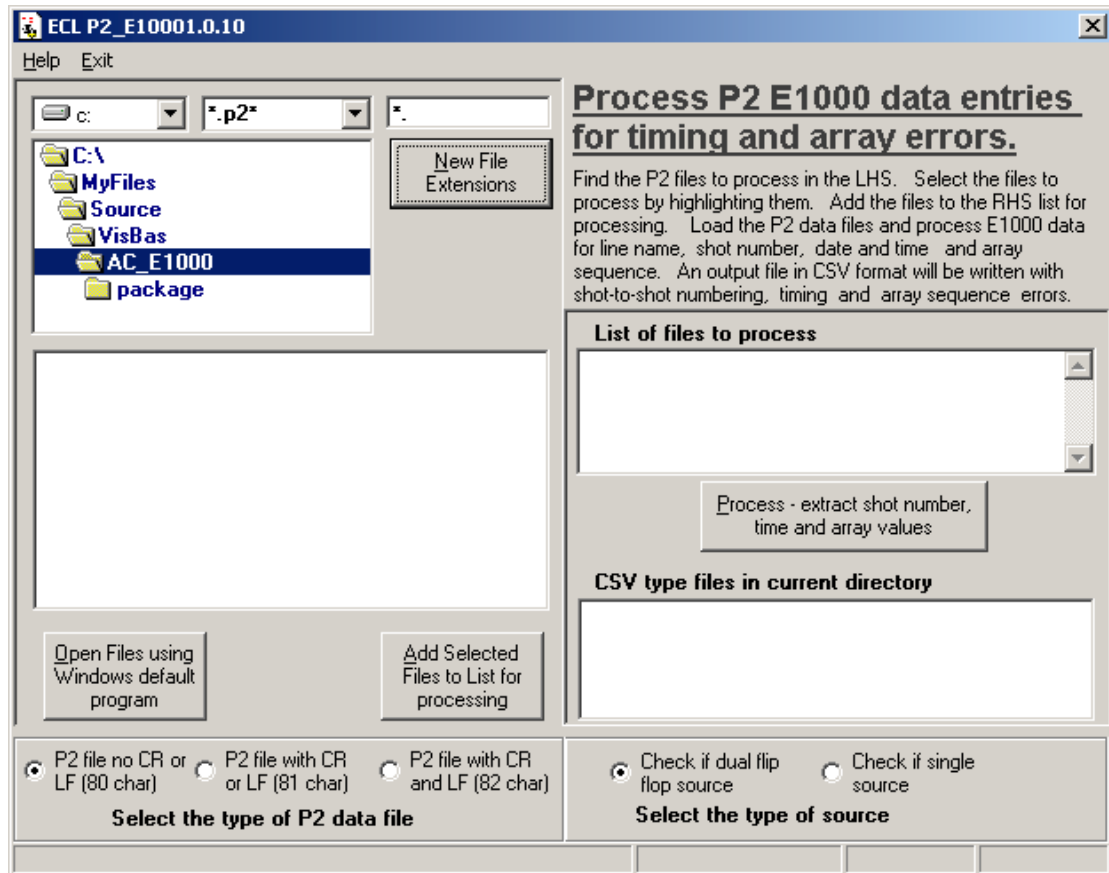 ECL P2_E10001.0.10
Help Exit
c:
*.p2*
*.
C:\
MyFiles
Source
VisBas
AC_E1000
package
New File
Extensions
Process P2 E1000 data entries
for timing and array errors.
Find the P2 files to process in the LHS. Select the files to
process by highlighting them. Add the files to the RHS list for
processing. Load the P2 data files and process E1000 data
for line name, shot number, date and time and array
sequence. An output file in CSV format will be written with
shot-to-shot numbering, timing and array sequence errors.
List of files to process
Process - extract shot number,
time and array values
CSV type files in current directory
Open Files using
Windows default
program
Add Selected
Files to List for
processing
P2 file no CR or
LF (80 char)
P2 file with CR
or LF (81 char)
P2 file with CR
and LF (82 char)
Select the type of P2 data file
Check if dual flip
flop source
Check if single
source
Select the type of source